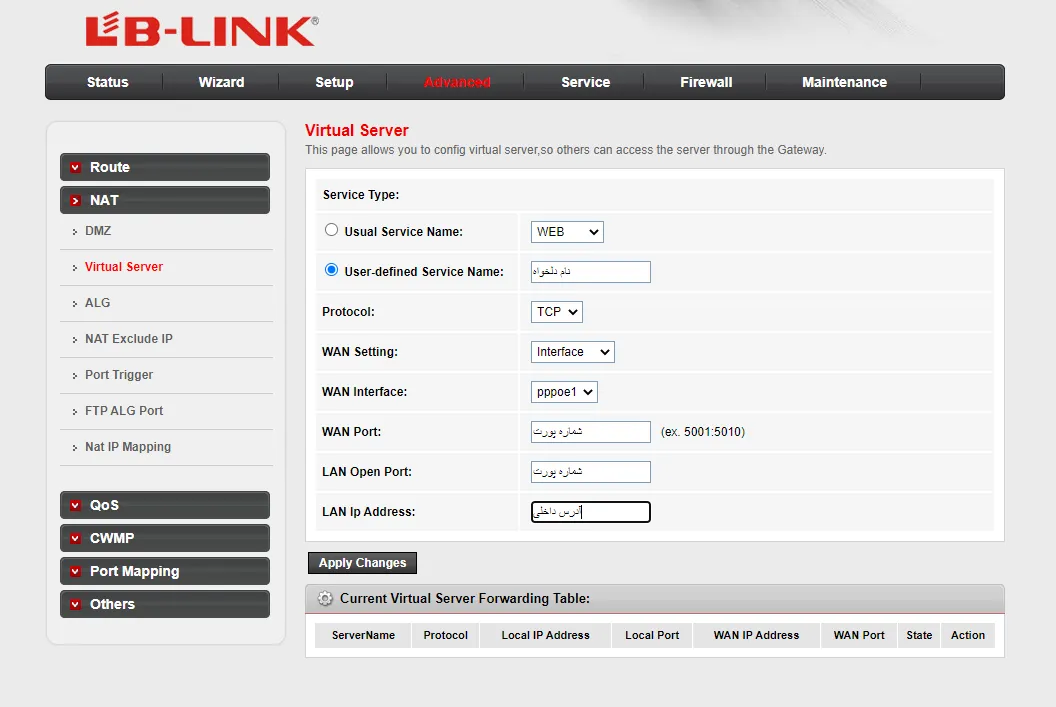 LB-LINK®
Status Wizard Setup Advanced Service Firewall Maintenance
Route
NAT
DMZ
Virtual Server
ALG
NAT Exclude IP
Port Trigger
FTP ALG Port
Nat IP Mapping
QoS
CWMP
Port Mapping
Others
Virtual Server
This page allows you to config virtual server,so others can access the server through the Gateway.
Service Type:
Usual Service Name: WEB
User-defined Service Name: نام دلخواه
Protocol: TCP
WAN Setting: Interface
WAN Interface: pppoe1
WAN Port: شماره پورت (ex. 5001:5010)
LAN Open Port: شماره پورت
LAN Ip Address: آدرس داخلی
Apply Changes
Current Virtual Server Forwarding Table:
ServerName Protocol Local IP Address Local Port WAN IP Address WAN Port State Action